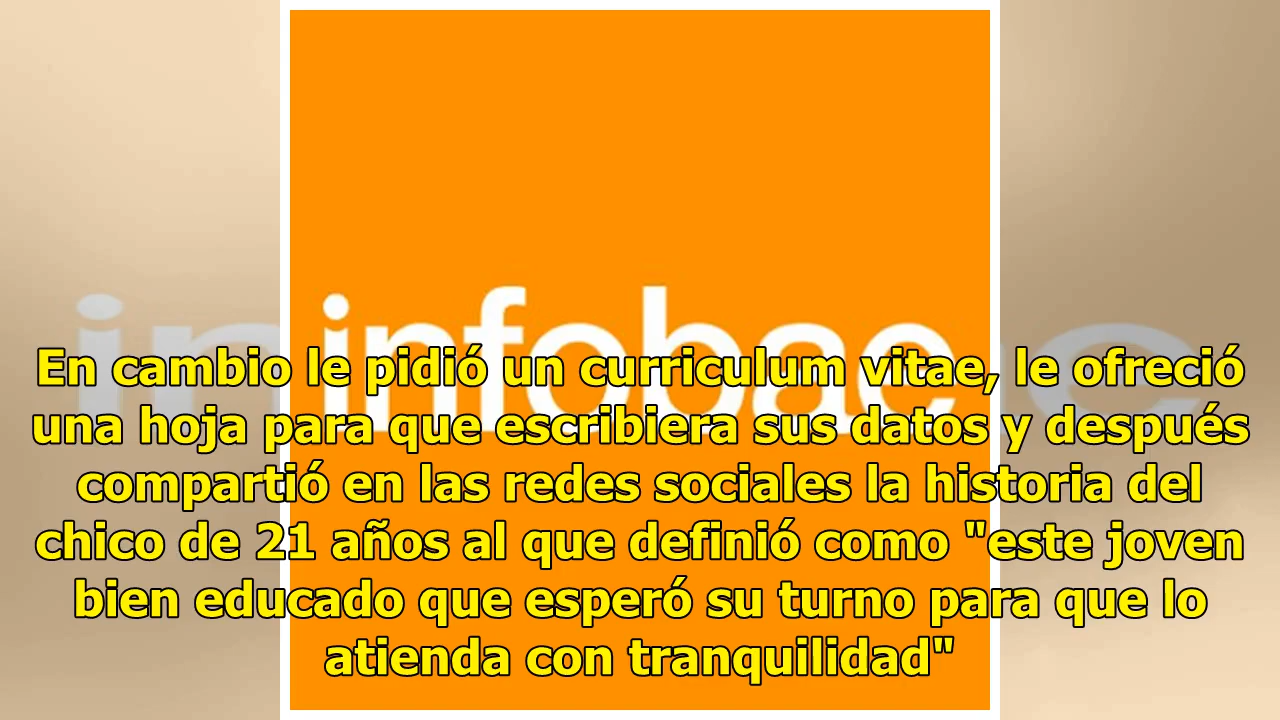 infobae
En cambio le pidió un curriculum vitae, le ofreció
una hoja para que escribiera sus datos y después
compartió en las redes sociales la historia del
chico de 21 años al que definió como "este joven
bien educado que esperó su turno para que lo
atienda con tranquilidad"